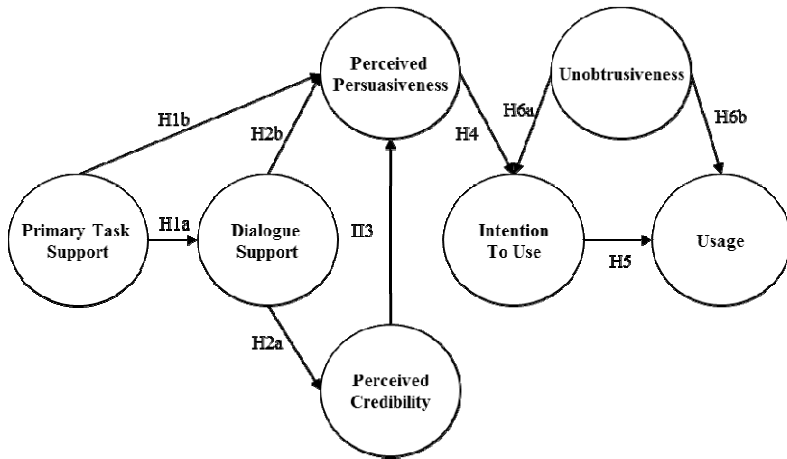 Perceived
Persuasiveness
Unobtrusiveness
H1b
H2b
H4
H6a
H6b
Primary Task
Support
H1a
Dialogue
Support
H3
Intention
To Use
H5
Usage
H2a
Perceived
Credibility